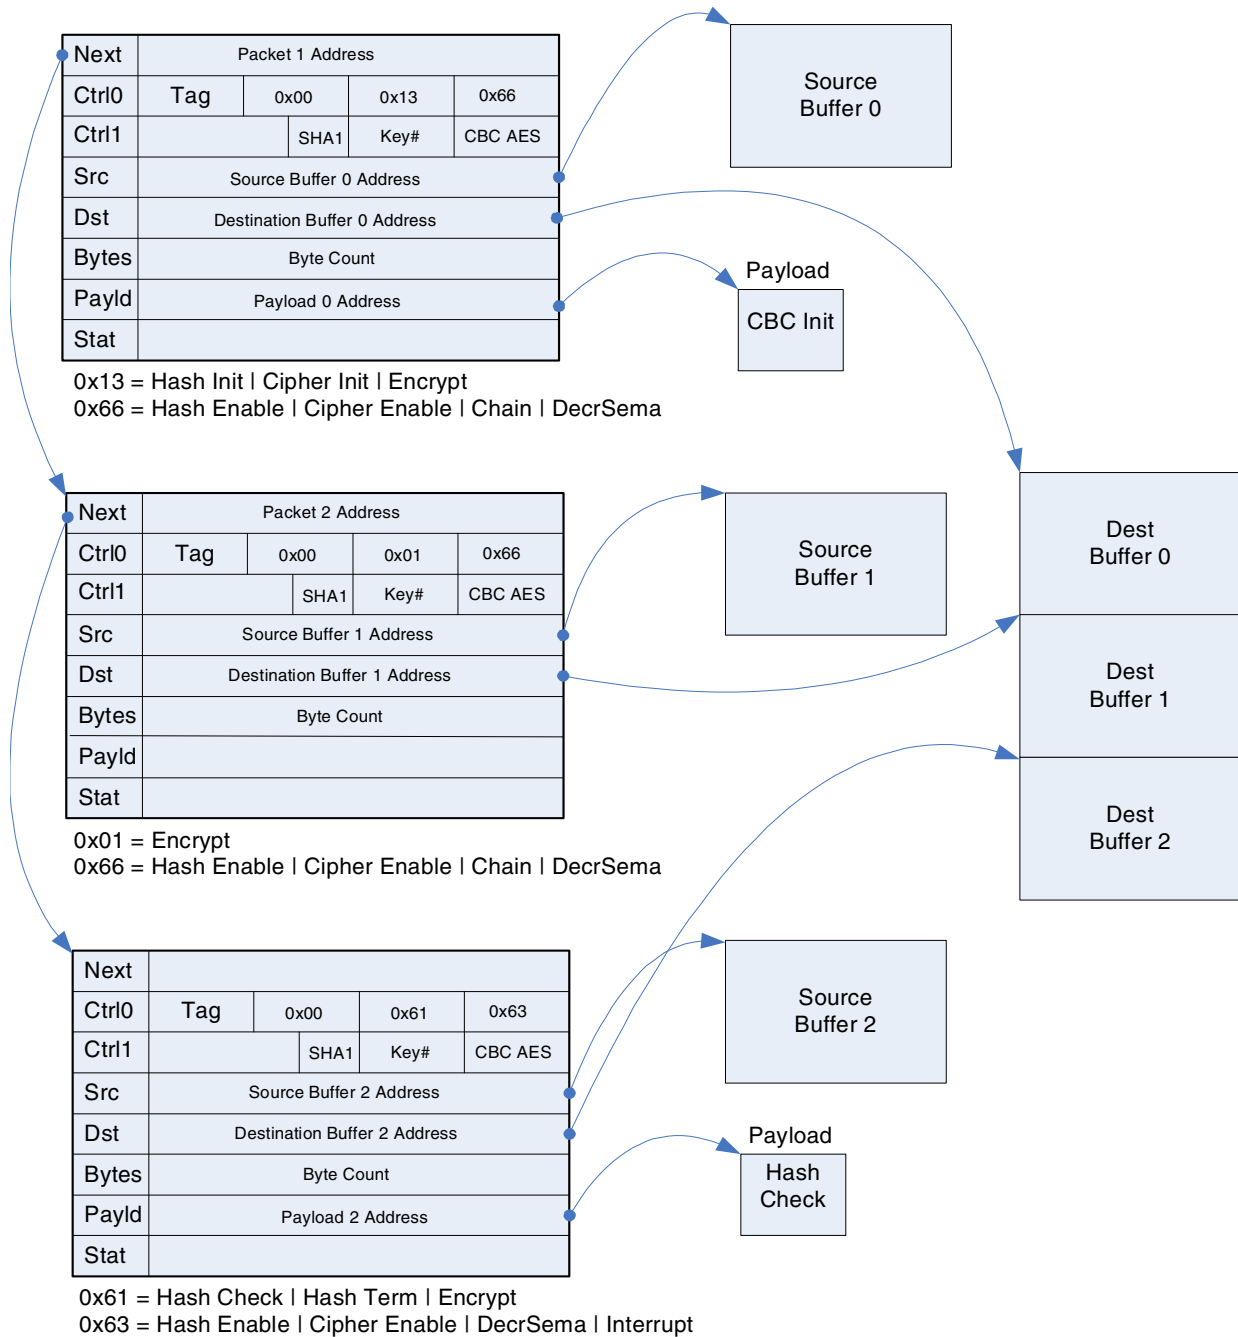 Next Packet 1 Address
Ctrl0 Tag 0x00 0x13 0x66
Ctrl1 SHA1 Key# CBC AES
Src Source Buffer 0 Address
Dst Destination Buffer 0 Address
Bytes Byte Count
Payld Payload 0 Address
Stat
0x13 = Hash Init | Cipher Init | Encrypt
0x66 = Hash Enable | Cipher Enable | Chain | DecrSema
Source
Buffer 0
Payload
CBC Init
Next Packet 2 Address
Ctrl0 Tag 0x00 0x01 0x66
Ctrl1 SHA1 Key# CBC AES
Src Source Buffer 1 Address
Dst Destination Buffer 1 Address
Bytes Byte Count
Payld
Stat
0x01 = Encrypt
0x66 = Hash Enable | Cipher Enable | Chain | DecrSema
Source
Buffer 1
Dest
Buffer 0
Dest
Buffer 1
Dest
Buffer 2
Next
Ctrl0 Tag 0x00 0x61 0x63
Ctrl1 SHA1 Key# CBC AES
Src Source Buffer 2 Address
Dst Destination Buffer 2 Address
Bytes Byte Count
Payld Payload 2 Address
Stat
0x61 = Hash Check | Hash Term | Encrypt
0x63 = Hash Enable | Cipher Enable | DecrSema | Interrupt
Source
Buffer 2
Payload
Hash
Check